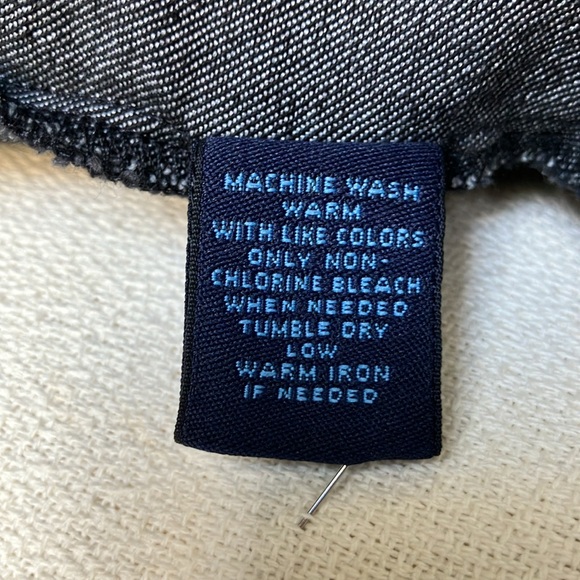 MACHINE WASH
WARM
WITH LIKE COLORS
ONLY NON-
CHLORINE BLEACH
WHEN NEEDED
TUMBLE DRY
LOW
WARM IRON
IF NEEDED